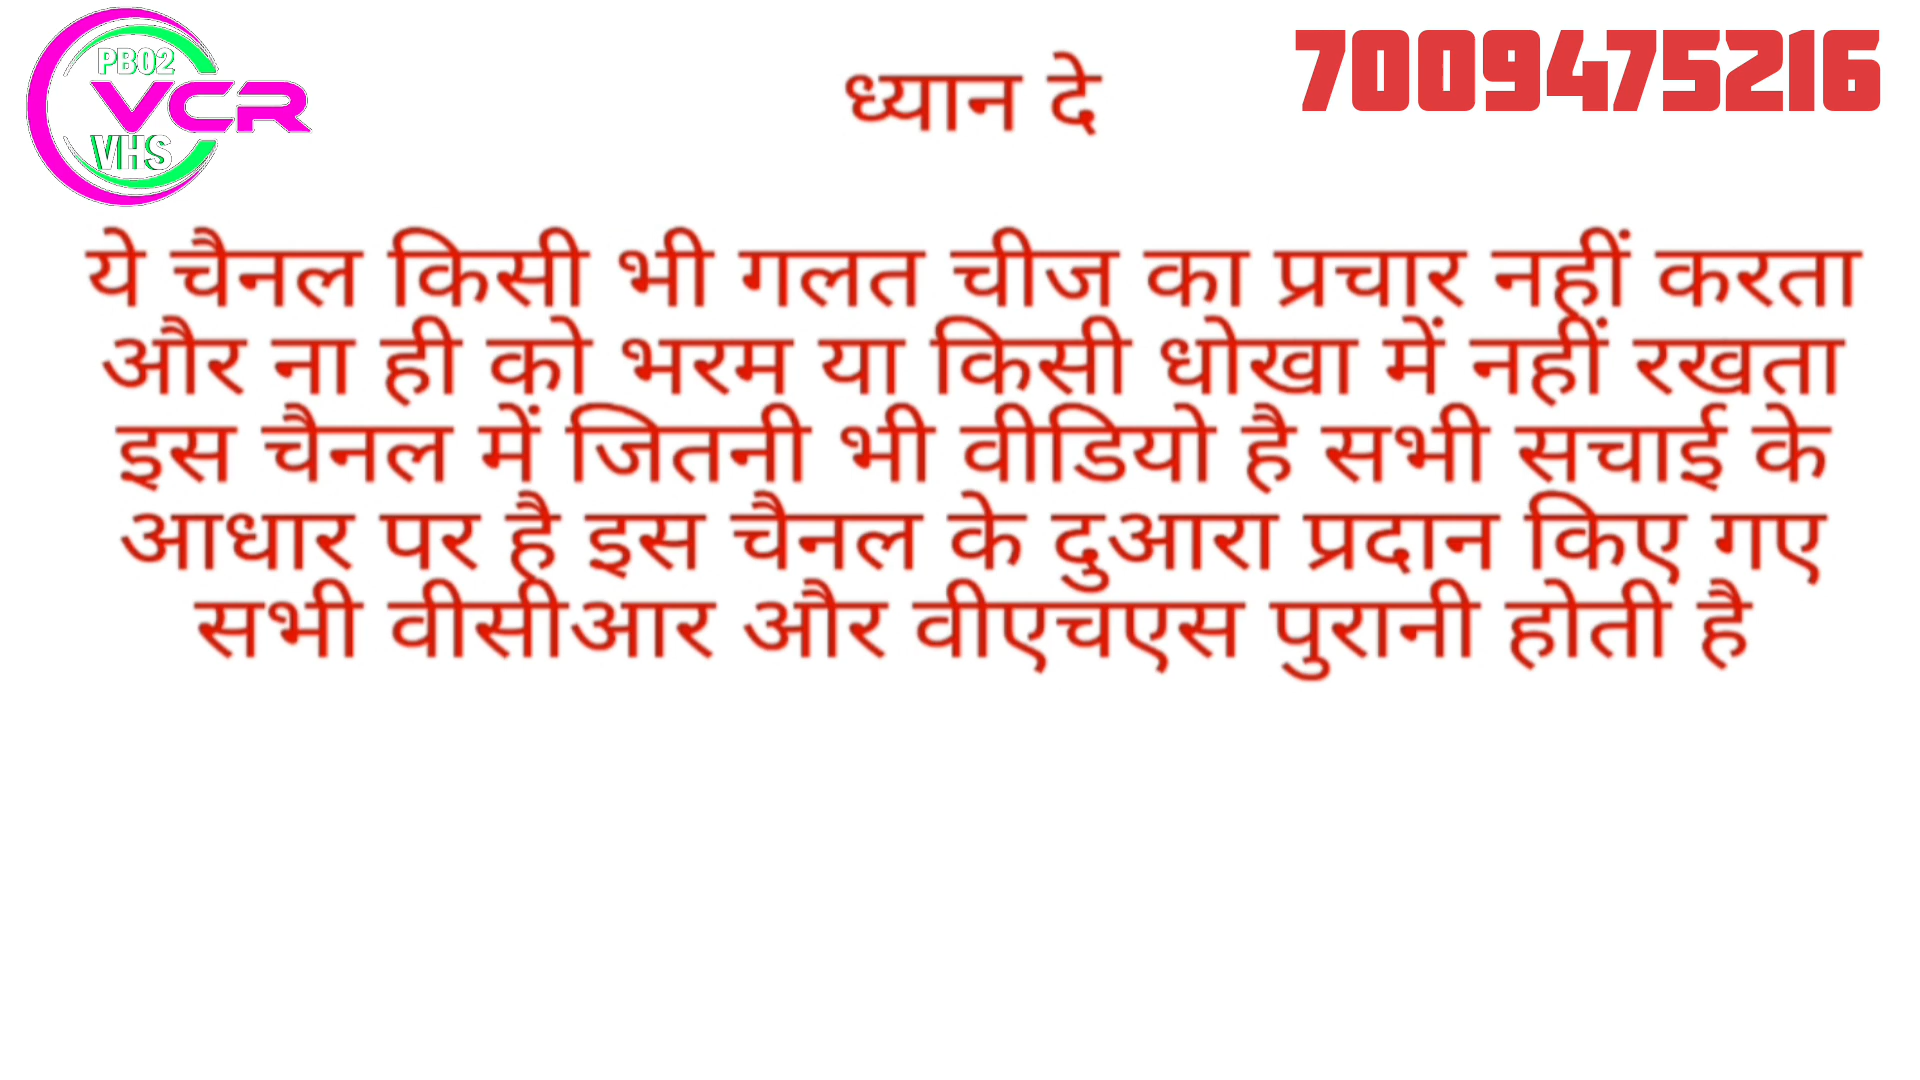 PB02
VCR
VHS
7009475216
ध्यान दे
ये चैनल किसी भी गलत चीज का प्रचार नहीं करता
और ना ही को भरम या किसी धोखा में नहीं रखता
इस चैनल में जितनी भी वीडियो है सभी सचाई के
आधार पर है इस चैनल के दुआरा प्रदान किए गए
सभी वीसीआर और वीएचएस पुरानी होती है